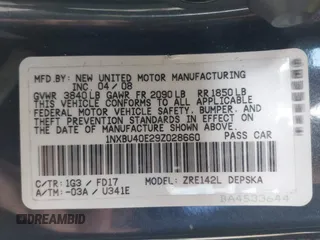 MFD.BY: NEW UNITED MOTOR MANUFACTURING
INC. 04/08
GVWR 3840LB GAWR FR 2090LB RR1850LB
THIS VEHICLE CONFORMS TO ALL APPLICABLE
FEDERAL MOTOR VEHICLE SAFETY, BUMPER, AND
THEFT PREVENTION STANDARDS IN EFFECT ON
THE DATE OF MANUFACTURE SHOWN ABOVE.
1NXBU40E29Z028660 PASS. CAR
C/TR: 1G3 / FD17 MODEL: ZRE142L DEPSKA
A/TM: -03A / U341E
DA4533644
DREAMBID